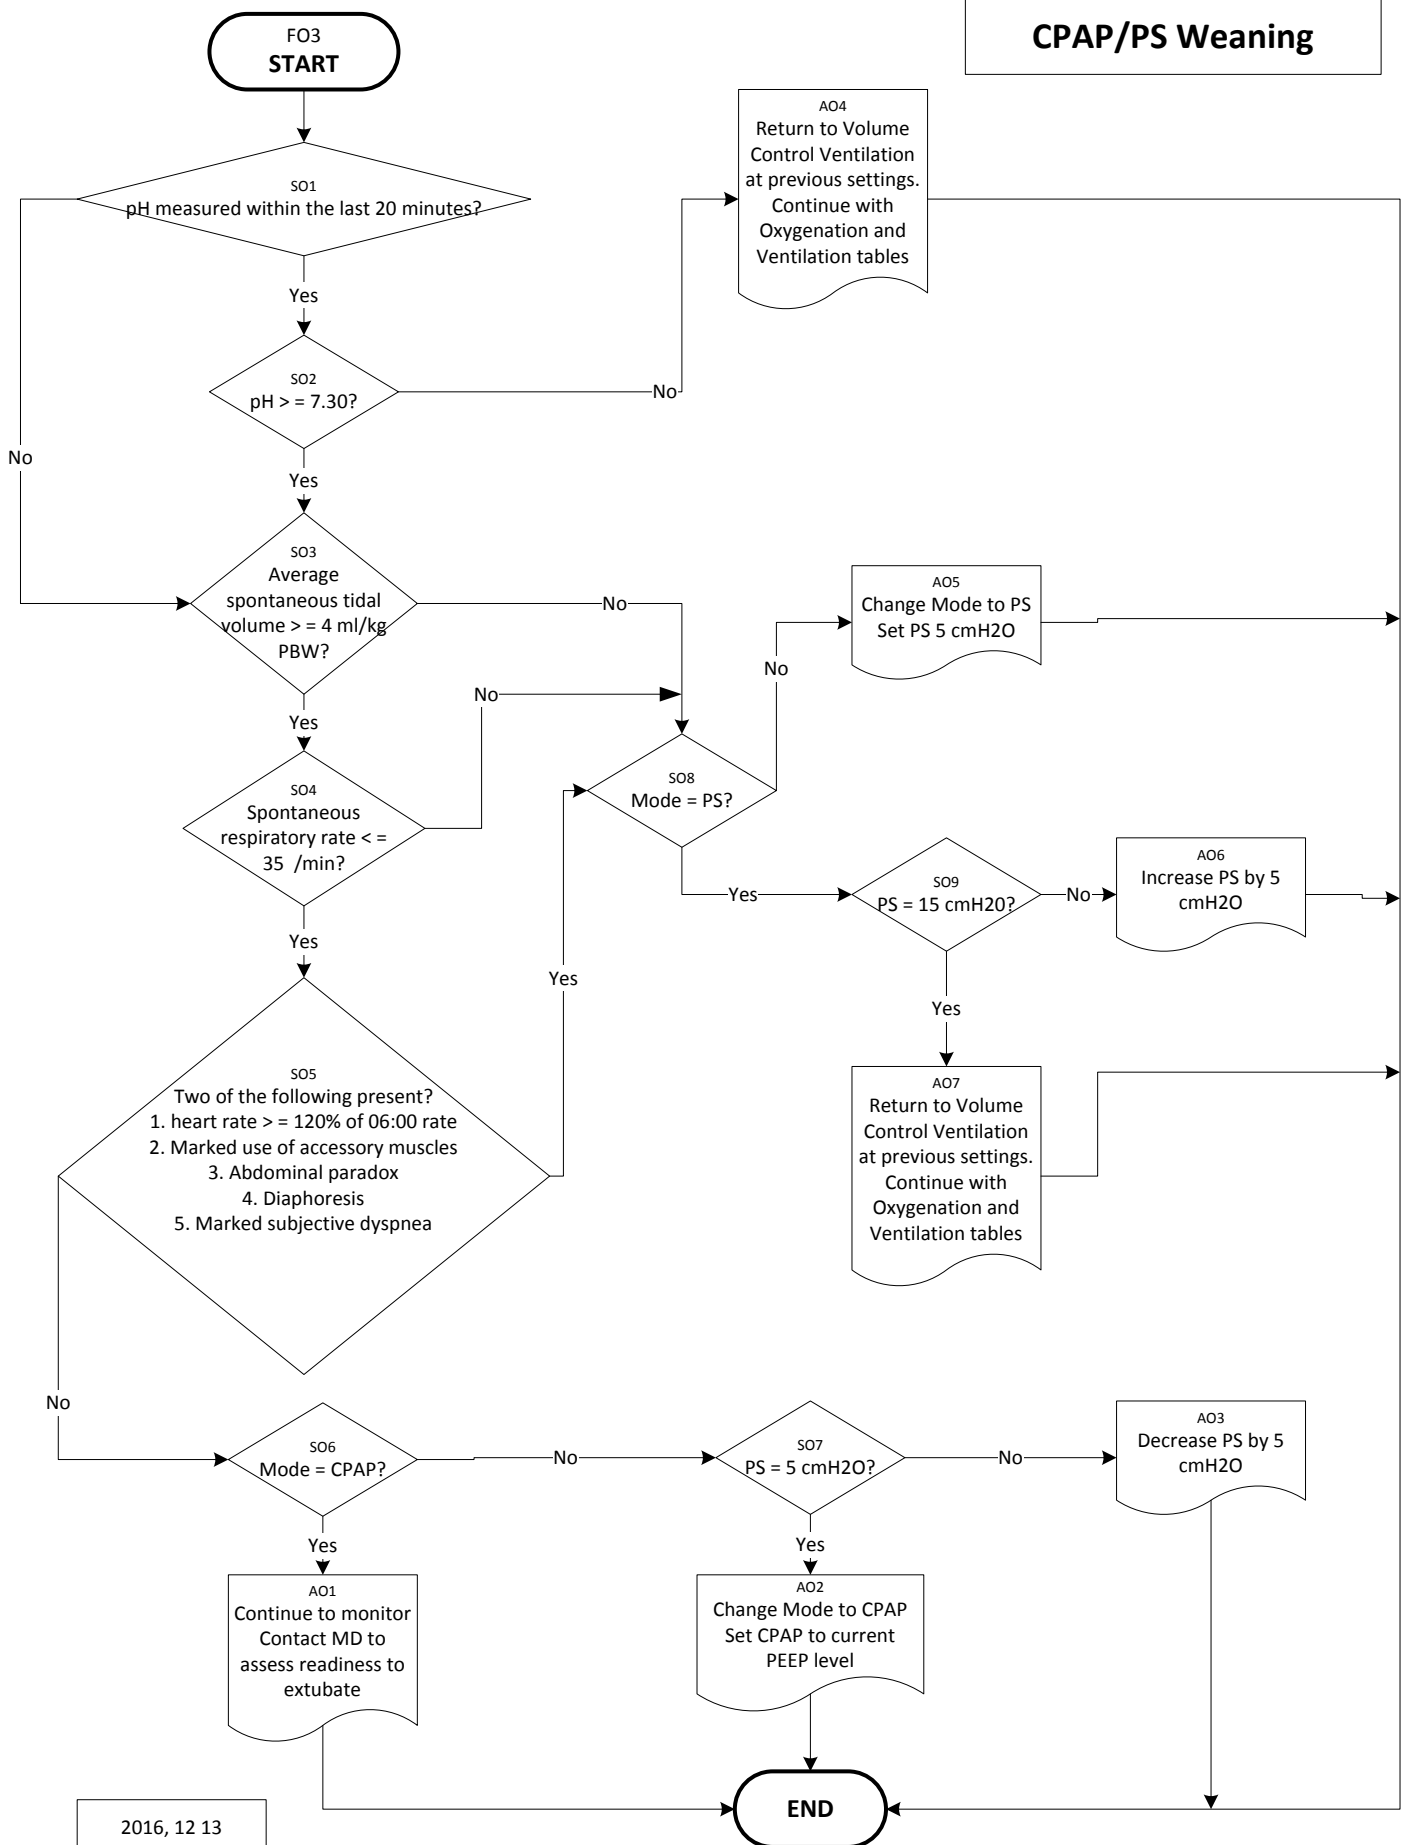 CPAP/PS Weaning
FO3
START
SO1
pH measured within the last 20 minutes?
Yes
No
SO2
pH > = 7.30?
No
Yes
AO4
Return to Volume
Control Ventilation
at previous settings.
Continue with
Oxygenation and
Ventilation tables
SO3
Average
spontaneous tidal
volume > = 4 ml/kg
PBW?
No
Yes
SO4
Spontaneous
respiratory rate < =
35 /min?
No
Yes
SO8
Mode = PS?
No
Yes
AO5
Change Mode to PS
Set PS 5 cmH2O
SO9
PS = 15 cmH20?
No
Yes
AO6
Increase PS by 5
cmH2O
AO7
Return to Volume
Control Ventilation
at previous settings.
Continue with
Oxygenation and
Ventilation tables
SO5
Two of the following present?
1. heart rate > = 120% of 06:00 rate
2. Marked use of accessory muscles
3. Abdominal paradox
4. Diaphoresis
5. Marked subjective dyspnea
Yes
No
SO6
Mode = CPAP?
No
Yes
SO7
PS = 5 cmH2O?
No
Yes
AO3
Decrease PS by 5
cmH2O
AO1
Continue to monitor
Contact MD to
assess readiness to
extubate
AO2
Change Mode to CPAP
Set CPAP to current
PEEP level
END
2016, 12 13